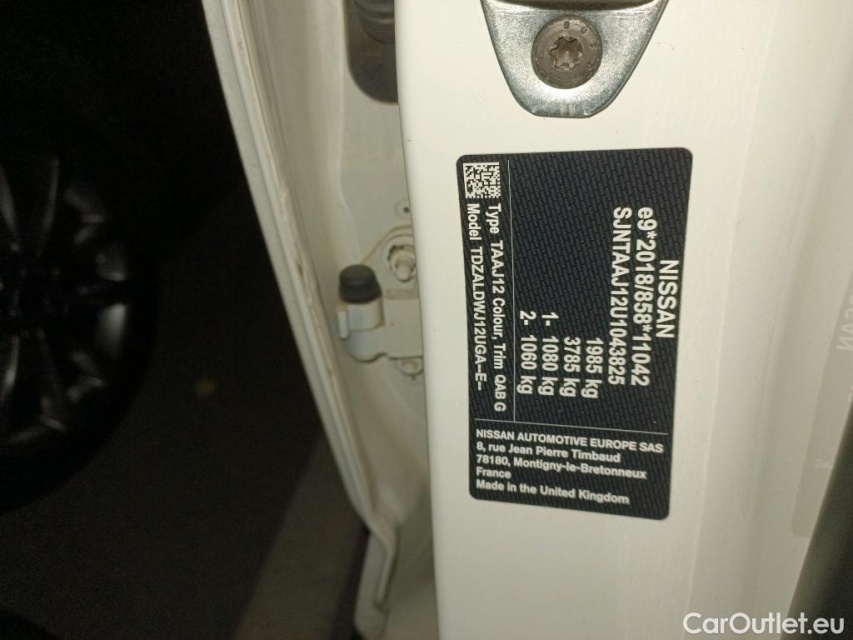 NISSAN
e9*2018/858*11042
SJNTAAJ12U1043825
1985 kg
3785 kg
1- 1080 kg
2- 1060 kg
Type TAAJ12 Colour, Trim QAB G
Model TDZALDWJ12UGA--E--
NISSAN AUTOMOTIVE EUROPE SAS
8, rue Jean Pierre Timbaud
78180, Montigny-le-Bretonneux
France
Made in the United Kingdom
CarOutlet.eu